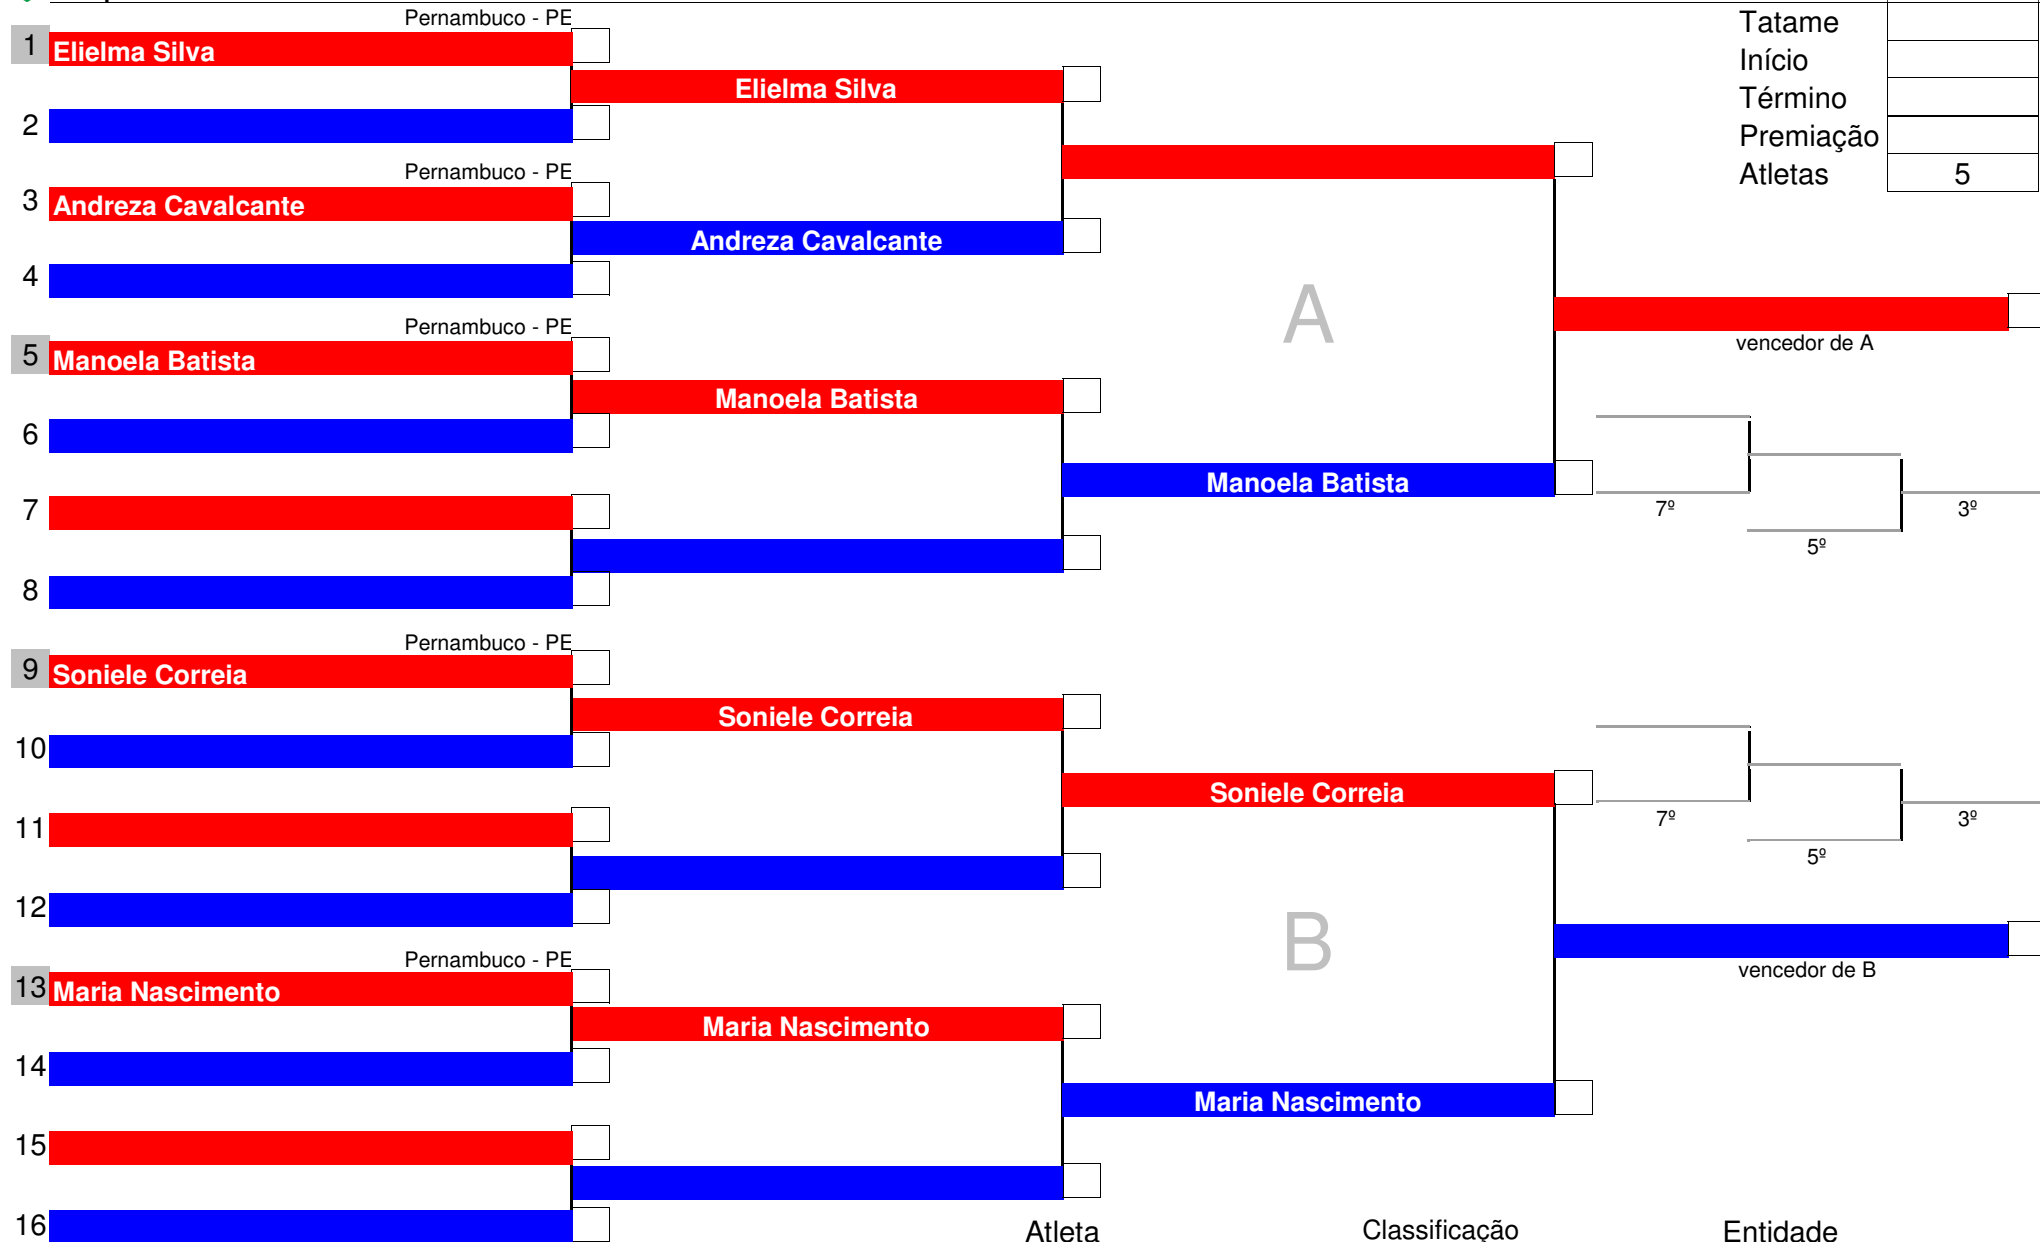 Pernambuco - PE
1 Elielma Silva
Elielma Silva
2
Pernambuco - PE
3 Andreza Cavalcante
Andreza Cavalcante
4
Pernambuco - PE
5 Manoela Batista
Manoela Batista
6
Manoela Batista
7
8
Pernambuco - PE
9 Soniele Correia
Soniele Correia
10
Soniele Correia
11
12
Pernambuco - PE
13 Maria Nascimento
Maria Nascimento
14
Maria Nascimento
15
16
A
B
Tatame
Início
Término
Premiação
Atletas 5
vencedor de A
7º
3º
5º
7º
3º
5º
vencedor de B
Atleta Classificação Entidade